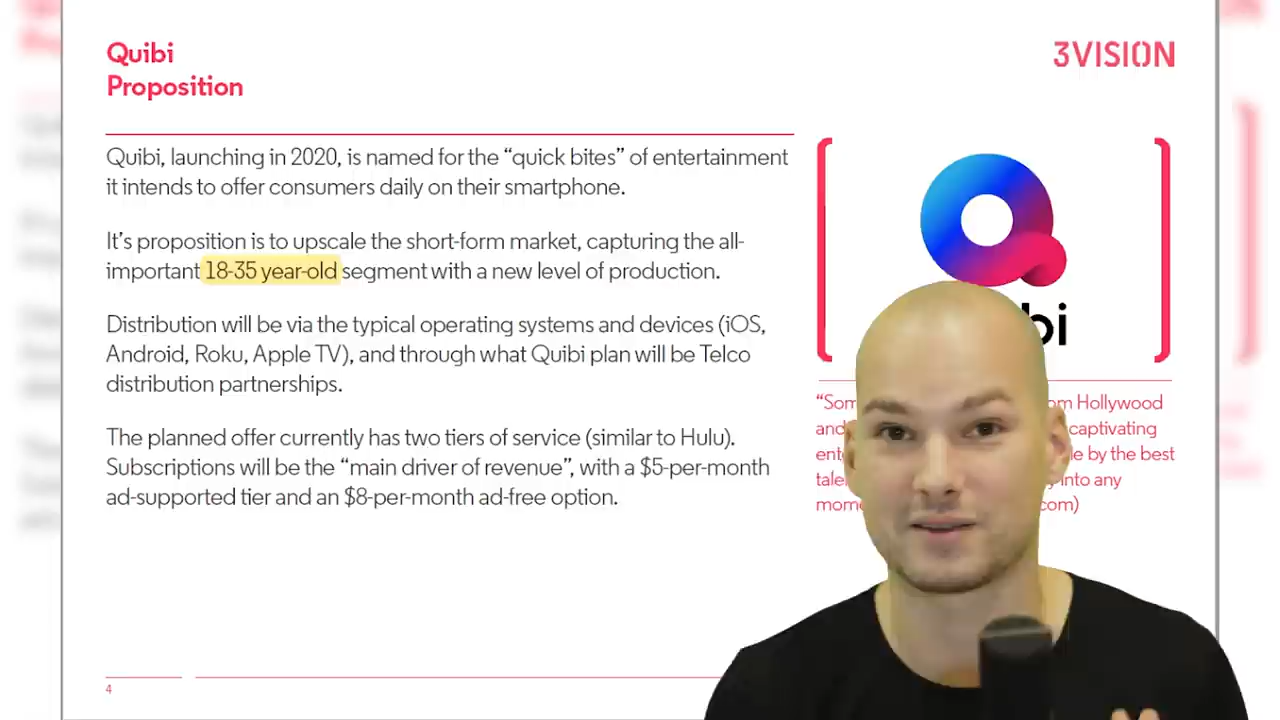 Quibi
Proposition
3VISION
Quibi, launching in 2020, is named for the “quick bites” of entertainment
it intends to offer consumers daily on their smartphone.
It’s proposition is to upscale the short-form market, capturing the all-
important 18-35 year-old segment with a new level of production.
Distribution will be via the typical operating systems and devices (iOS,
Android, Roku, Apple TV), and through what Quibi plan will be Telco
distribution partnerships.
The planned offer currently has two tiers of service (similar to Hulu).
Subscriptions will be the “main driver of revenue”, with a $5-per-month
ad-supported tier and an $8-per-month ad-free option.
bi
Hollywood
and captivating
by the best
into any
com)
4